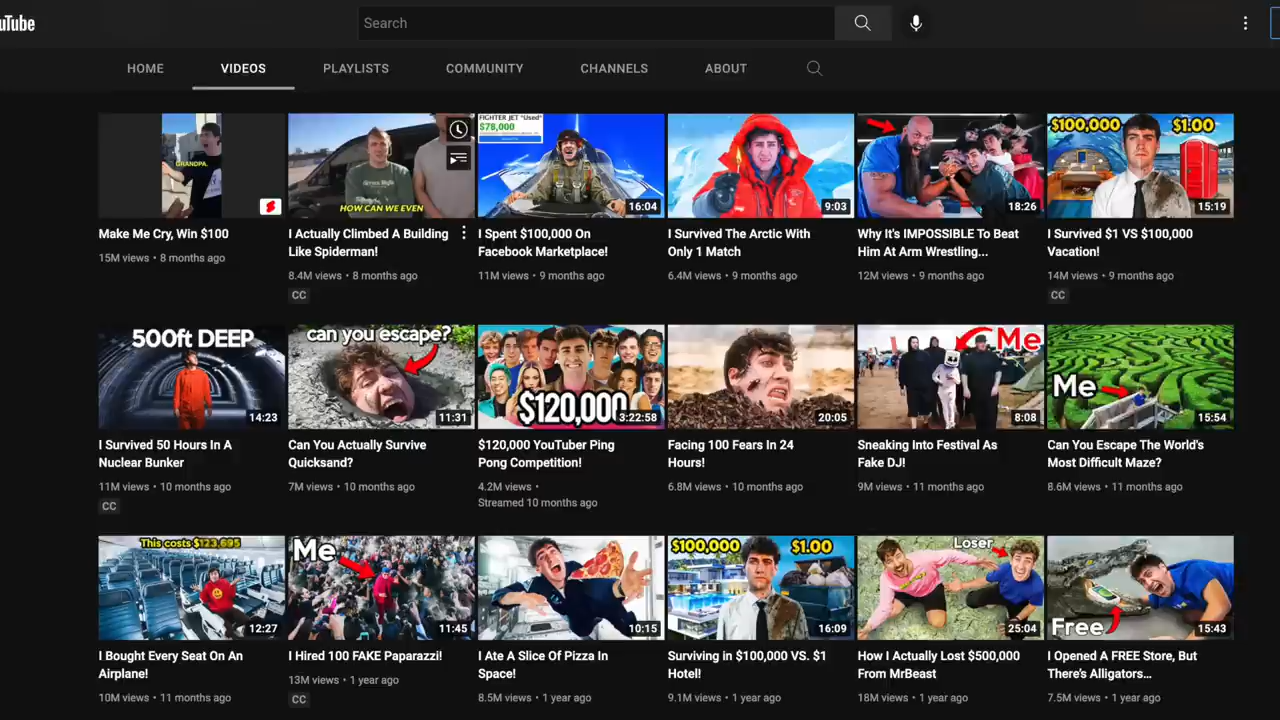 uTube
Search
HOME
VIDEOS
PLAYLISTS
COMMUNITY
CHANNELS
ABOUT
GRANDPA.
HOW CAN WE EVEN
FIGHTER JET "Used"
$78,000
16:04
9:03
18:26
$100,000
$1.00
15:19
Make Me Cry, Win $100
15M views • 8 months ago
I Actually Climbed A Building
Like Spiderman!
8.4M views • 8 months ago
CC
I Spent $100,000 On
Facebook Marketplace!
11M views • 9 months ago
I Survived The Arctic With
Only 1 Match
6.4M views • 9 months ago
Why It's IMPOSSIBLE To Beat
Him At Arm Wrestling...
12M views • 9 months ago
I Survived $1 VS $100,000
Vacation!
14M views • 9 months ago
CC
500ft DEEP
14:23
can you escape?
11:31
$120,000
3:22:58
20:05
Me
8:08
Me
15:54
I Survived 50 Hours In A
Nuclear Bunker
11M views • 10 months ago
CC
Can You Actually Survive
Quicksand?
7M views • 10 months ago
$120,000 YouTuber Ping
Pong Competition!
4.2M views •
Streamed 10 months ago
Facing 100 Fears In 24
Hours!
6.8M views • 10 months ago
Sneaking Into Festival As
Fake DJ!
9M views • 11 months ago
Can You Escape The World's
Most Difficult Maze?
8.6M views • 11 months ago
This costs $123,695
12:27
Me
11:45
10:15
$100,000
$1.00
16:09
Loser
25:04
Free
15:43
I Bought Every Seat On An
Airplane!
10M views • 11 months ago
I Hired 100 FAKE Paparazzi!
13M views • 1 year ago
CC
I Ate A Slice Of Pizza In
Space!
8.5M views • 1 year ago
Surviving in $100,000 VS. $1
Hotel!
9.1M views • 1 year ago
How I Actually Lost $500,000
From MrBeast
18M views • 1 year ago
I Opened A FREE Store, But
There's Alligators...
7.5M views • 1 year ago